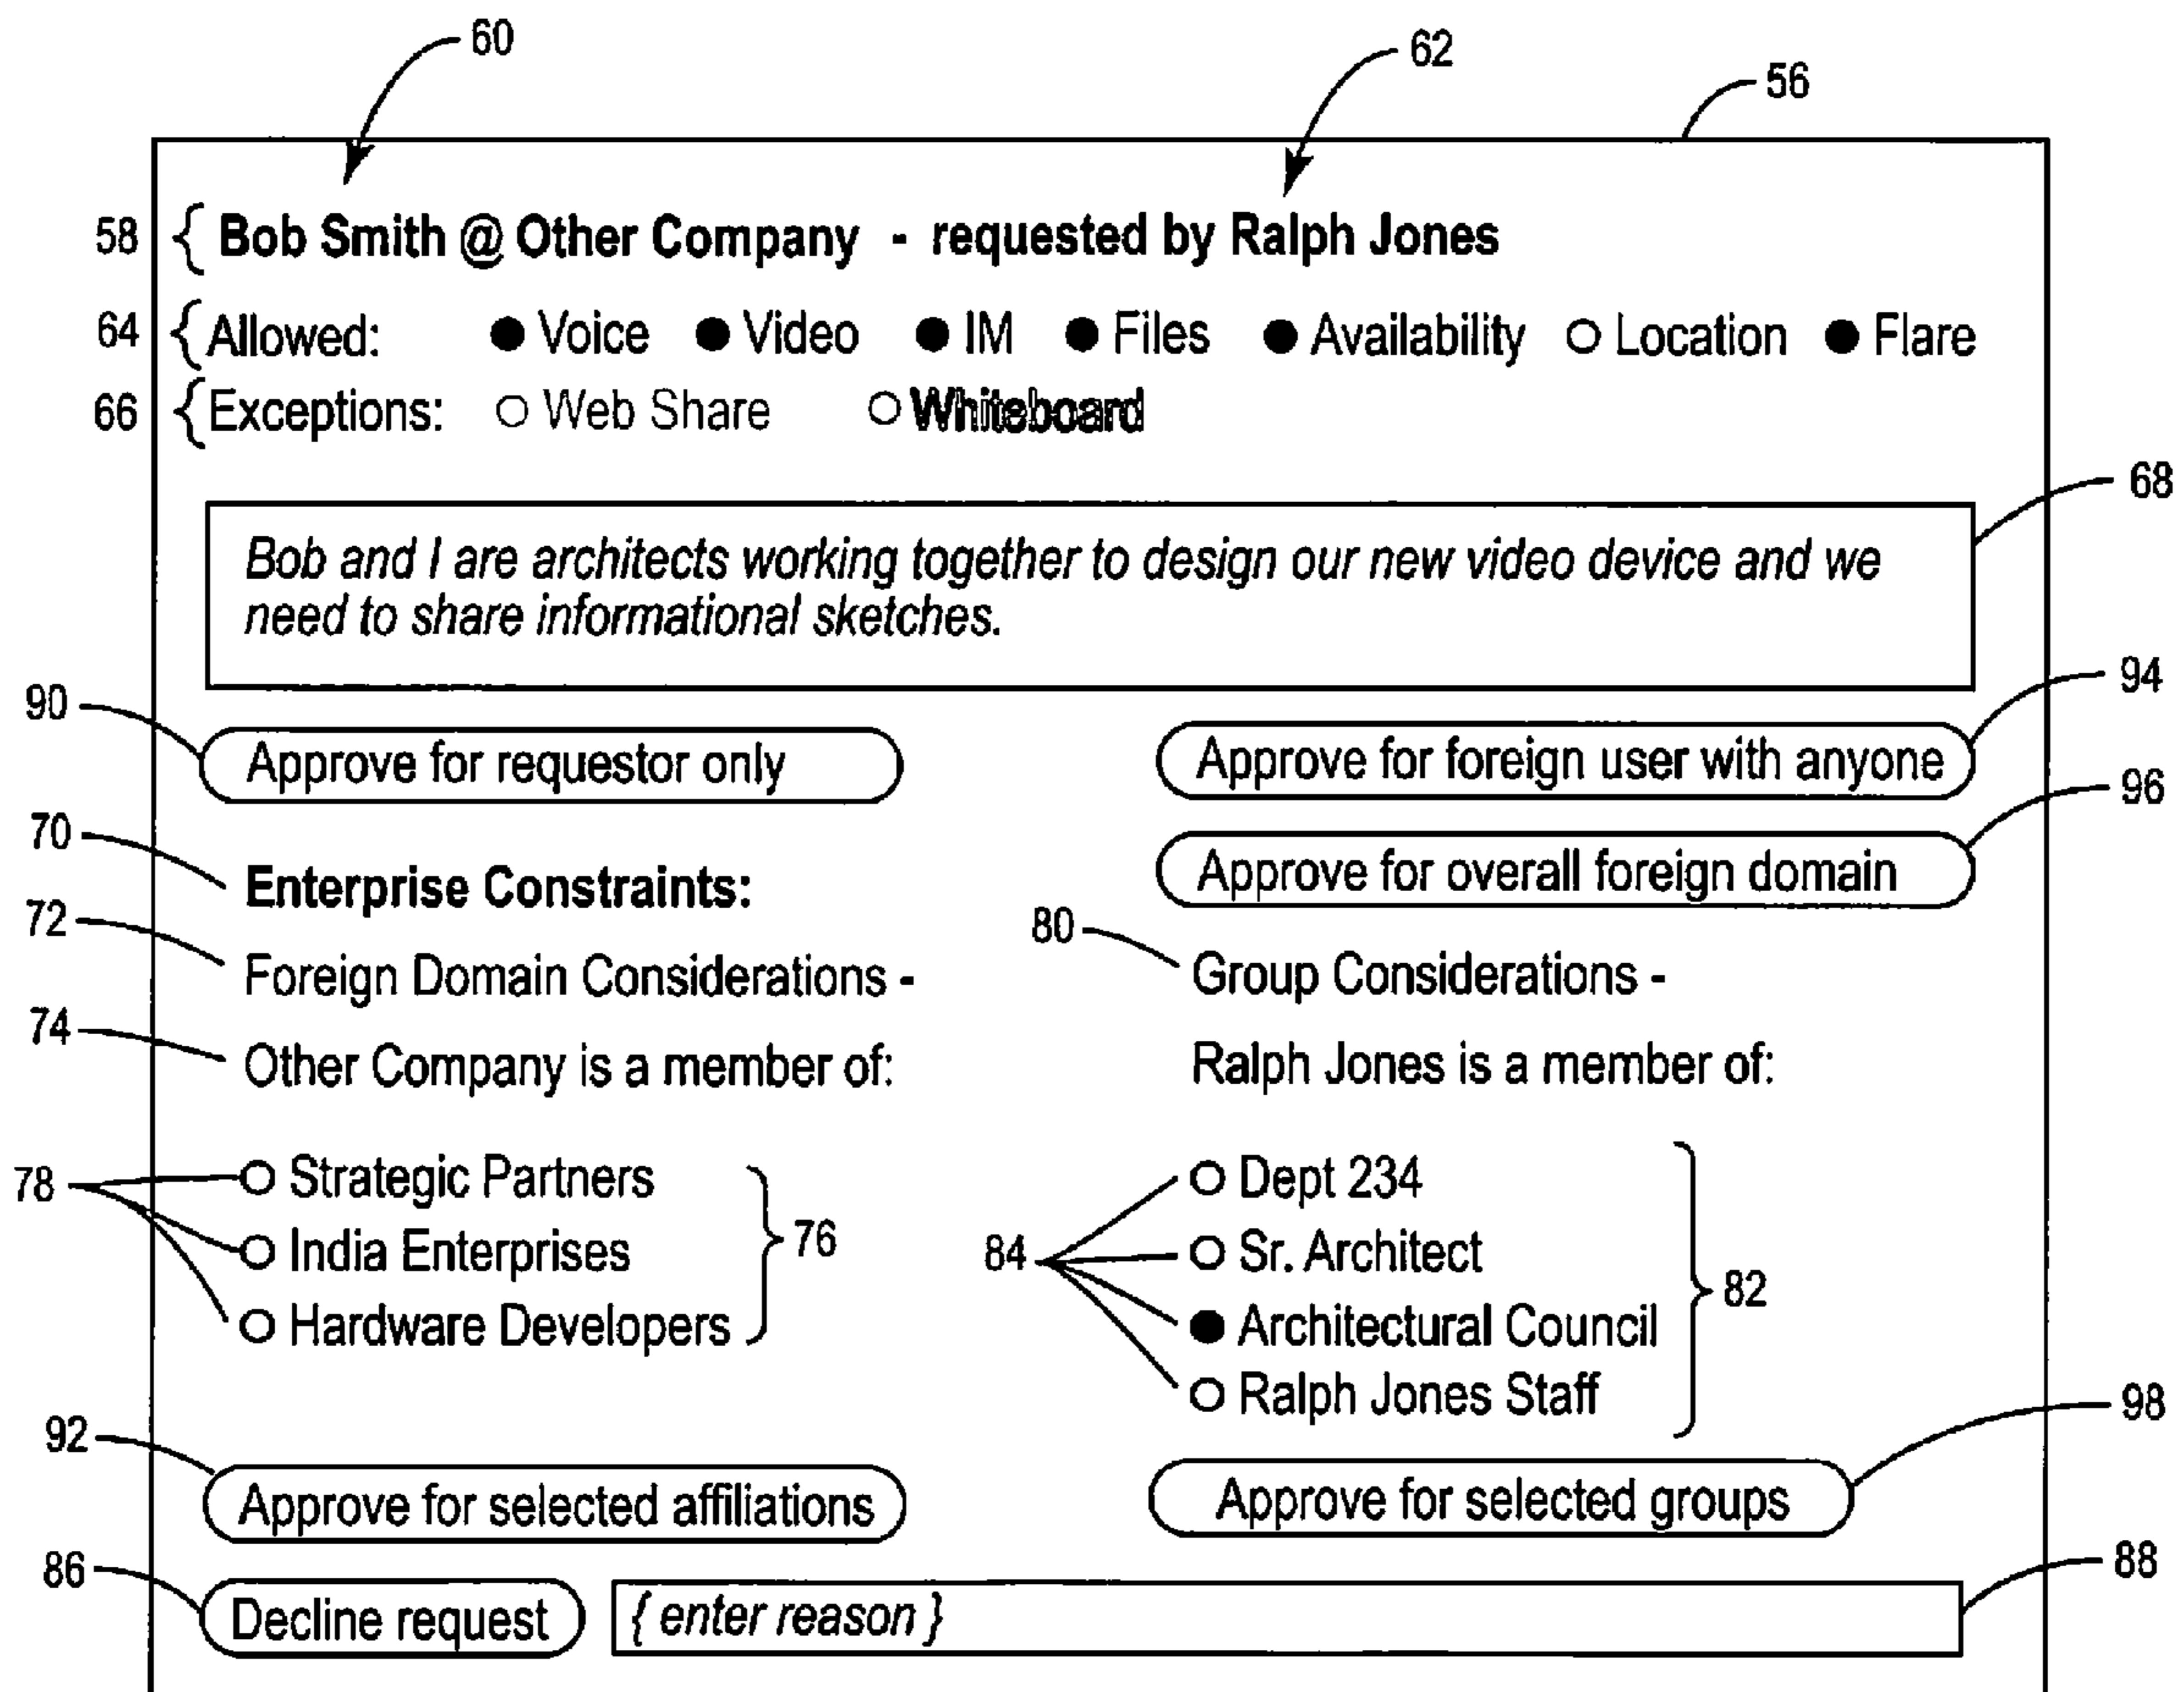 60
62
56
58 { Bob Smith @ Other Company - requested by Ralph Jones
64 { Allowed: ● Voice ● Video ● IM ● Files ● Availability ○ Location ● Flare
66 { Exceptions: ○ Web Share ○ Whiteboard
68
Bob and I are architects working together to design our new video device and we
need to share informational sketches.
90
94
Approve for requestor only
Approve for foreign user with anyone
96
70
Enterprise Constraints:
Approve for overall foreign domain
72
80
Foreign Domain Considerations -
Group Considerations -
74
Other Company is a member of:
Ralph Jones is a member of:
78
○ Strategic Partners
○ India Enterprises
○ Hardware Developers
76
84
○ Dept 234
○ Sr. Architect
● Architectural Council
○ Ralph Jones Staff
82
92
98
Approve for selected affiliations
Approve for selected groups
86
88
Decline request
{ enter reason }